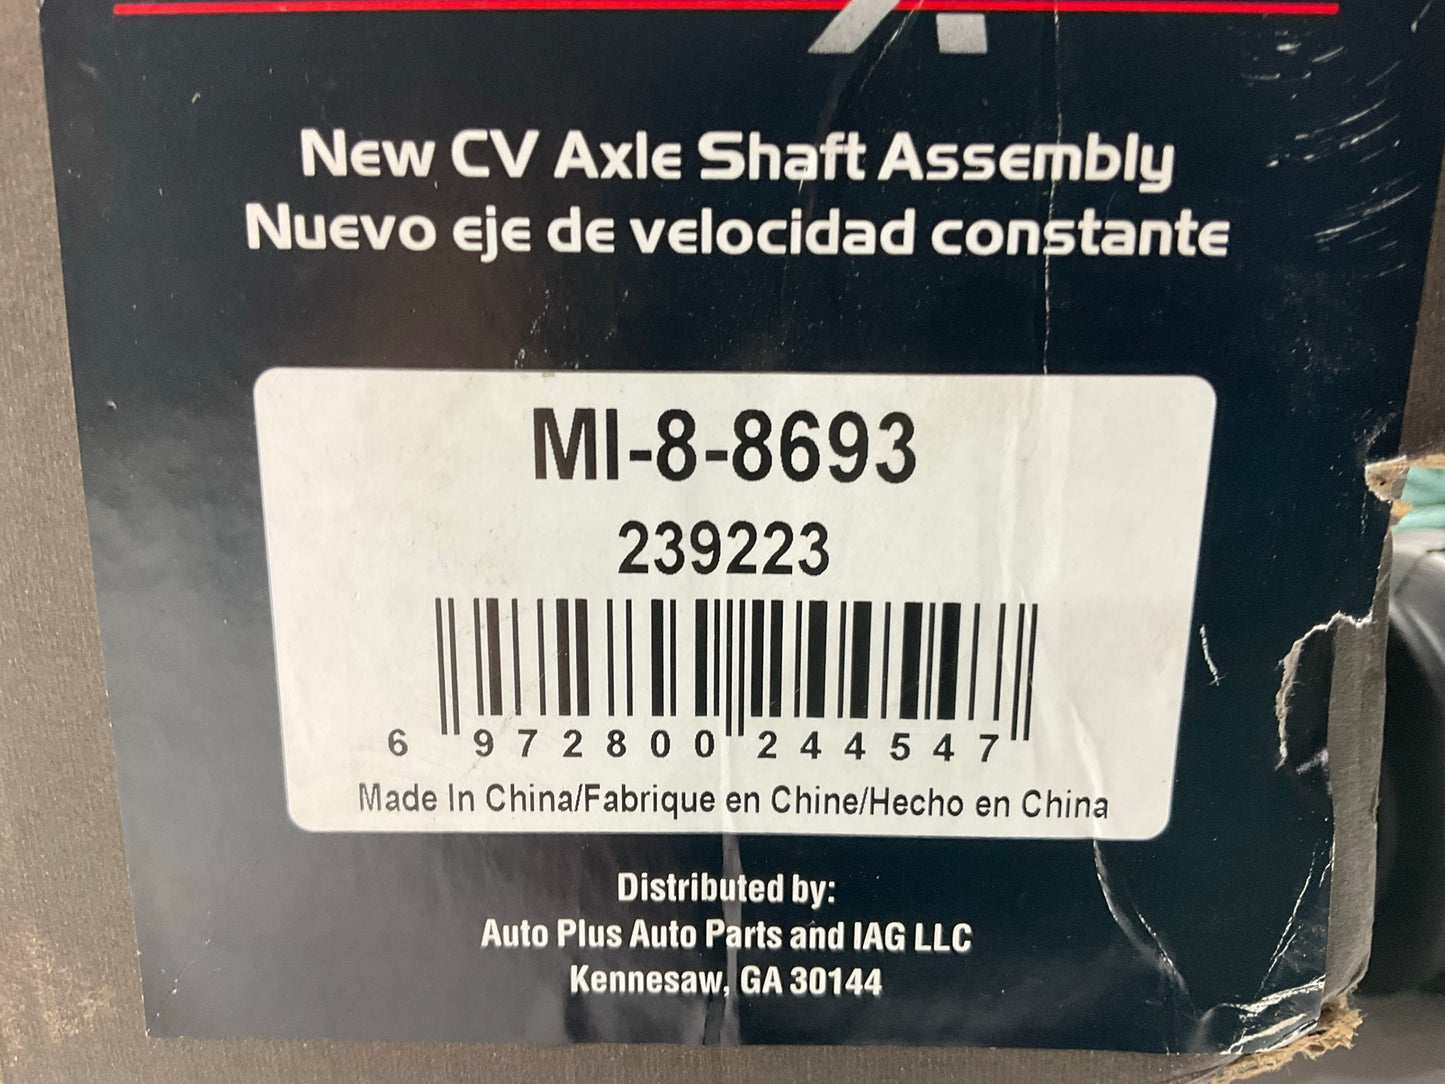 New CV Axle Shaft Assembly
Nuevo eje de velocidad constante
MI-8-8693
239223
6 972800 244547
Made In China/Fabrique en Chine/Hecho en China
Distributed by:
Auto Plus Auto Parts and IAG LLC
Kennesaw, GA 30144